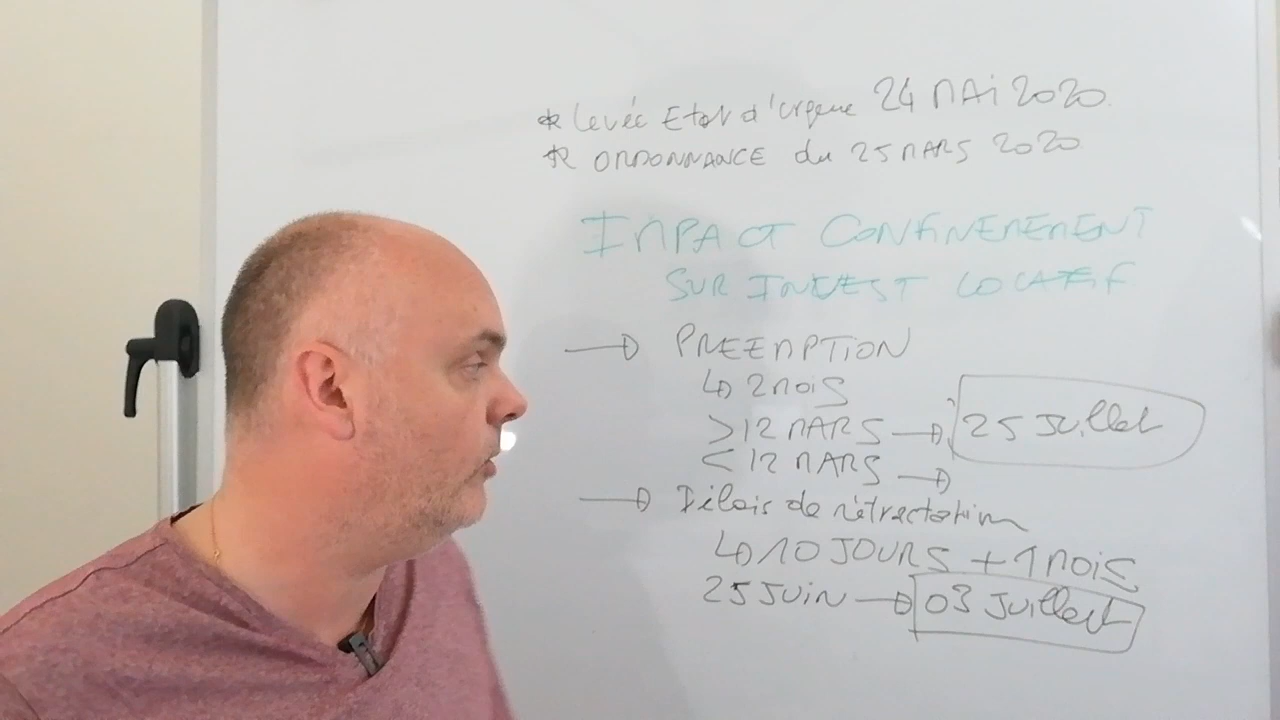 * levée Etat d'urgence 24 MAI 2020.
* ORDONNANCE du 25 MARS 2020
IMPACT CONFINEMEMENT
SUR INVEST LOCATIF
→ PREEMPTION
↳ 2 MOIS
> 12 MARS → 25 Juillet
< 12 MARS →
→ Délais de rétractation
↳ 10 JOURS + 1 MOIS
25 JUIN → 03 Juillet